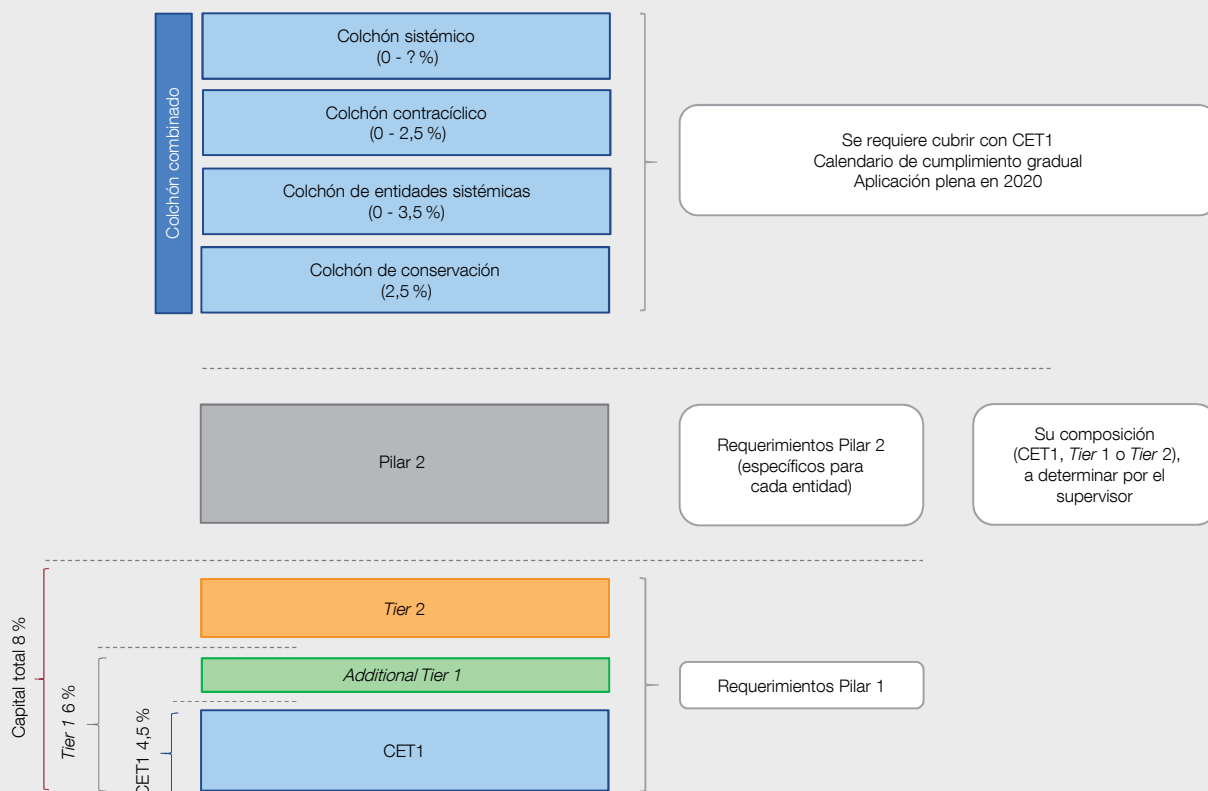 Colchón combinado
Colchón sistémico
(0 - ? %)
Colchón contracíclico
(0 - 2,5 %)
Colchón de entidades sistémicas
(0 - 3,5 %)
Colchón de conservación
(2,5 %)
Se requiere cubrir con CET1
Calendario de cumplimiento gradual
Aplicación plena en 2020
Pilar 2
Requerimientos Pilar 2
(específicos para
cada entidad)
Su composición
(CET1, Tier 1 o Tier 2),
a determinar por el
supervisor
Capital total 8 %
Tier 1 6 %
CET1 4,5 %
Tier 2
Additional Tier 1
CET1
Requerimientos Pilar 1